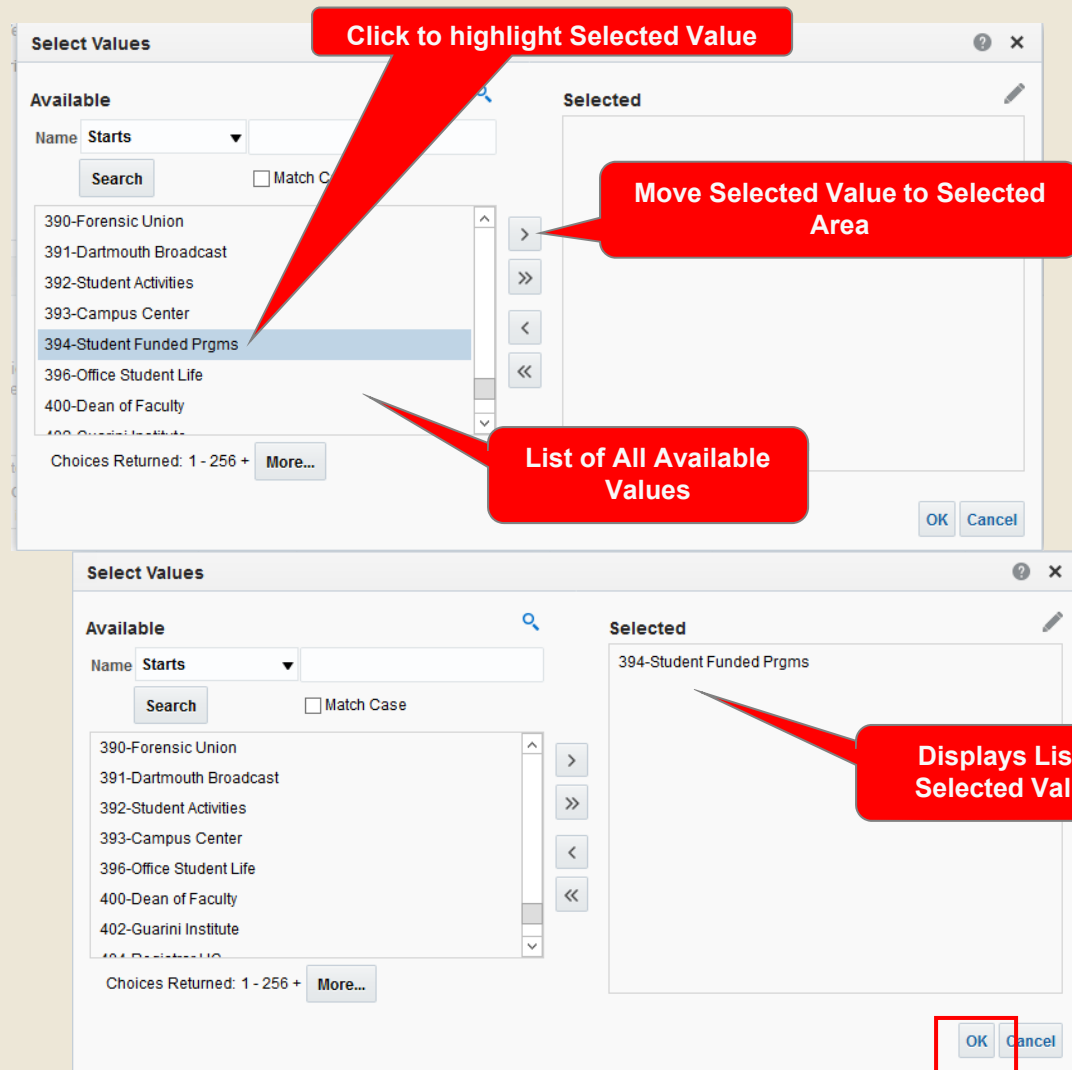 Click to highlight Selected Value
Select Values
Available
Selected
Name Starts
Search
Match C
Move Selected Value to Selected
Area
390-Forensic Union
391-Dartmouth Broadcast
392-Student Activities
393-Campus Center
394-Student Funded Prgms
396-Office Student Life
400-Dean of Faculty
Choices Returned: 1 - 256 + More...
List of All Available
Values
OK Cancel
Select Values
Available
Selected
Name Starts
394-Student Funded Prgms
Search
Match Case
390-Forensic Union
391-Dartmouth Broadcast
392-Student Activities
393-Campus Center
396-Office Student Life
400-Dean of Faculty
402-Guarini Institute
Displays Lis
Selected Val
Choices Returned: 1 - 256 + More...
OK Cancel